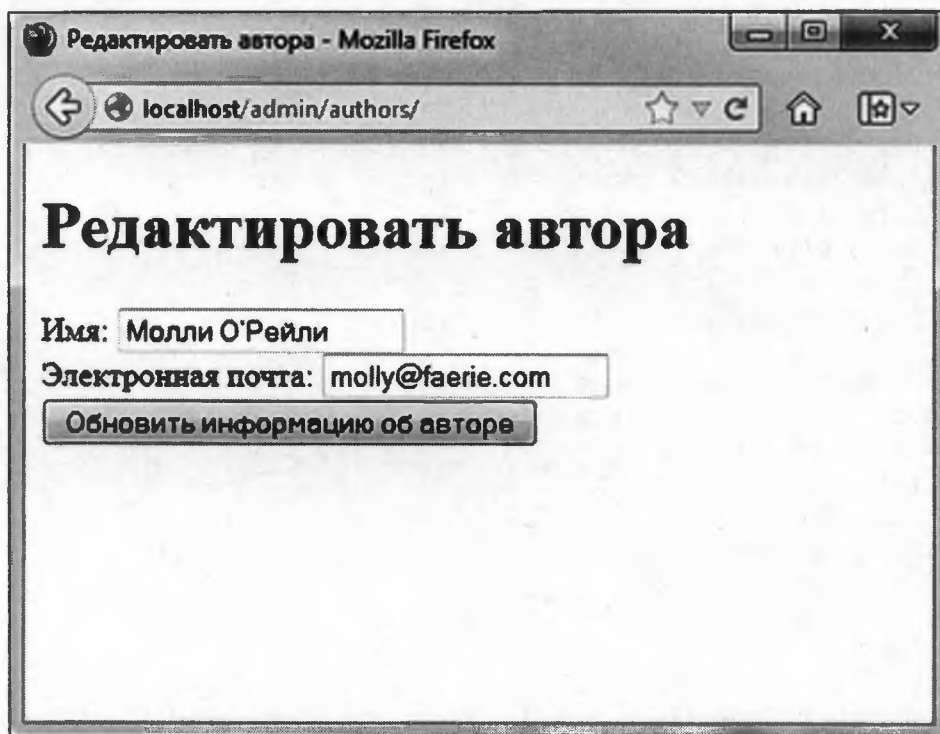 Редактировать автора - Mozilla Firefox
localhost/admin/authors/
Редактировать автора
Имя: Молли О'Рейли
Электронная почта: molly@faerie.com
Обновить информацию об авторе